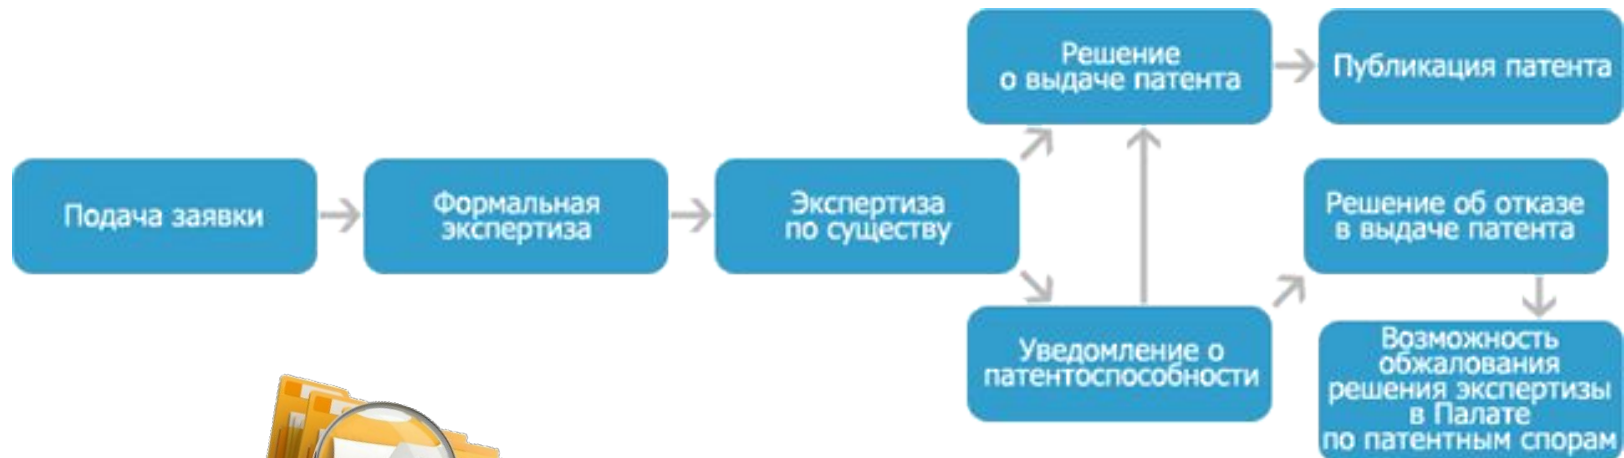 Решение
о выдаче патента
Публикация патента
Подача заявки
Формальная
экспертиза
Экспертиза
по существу
Решение об отказе
в выдаче патента
Уведомление о
патентоспособности
Возможность
обжалования
решения экспертизы
в Палате
по патентным спорам